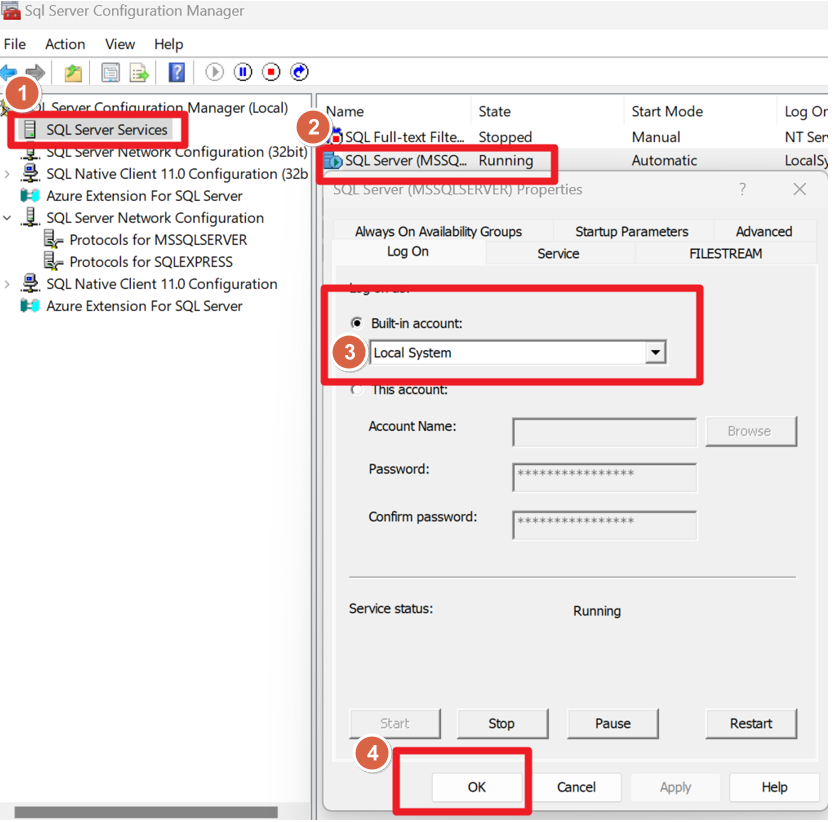 Sql Server Configuration Manager
File Action View Help
1
SQL Server Configuration Manager (Local)
SQL Server Services
SQL Server Network Configuration (32bit)
SQL Native Client 11.0 Configuration (32b
Azure Extension For SQL Server
SQL Server Network Configuration
Protocols for MSSQLSERVER
Protocols for SQLEXPRESS
SQL Native Client 11.0 Configuration
Azure Extension For SQL Server
Name State Start Mode Log On
2
SQL Full-text Filte... Stopped Manual NT Ser
SQL Server (MSSQ... Running Automatic LocalSy
SQL Server (MSSQLSERVER) Properties
Always On Availability Groups Startup Parameters Advanced
Log On Service FILESTREAM
Log on as:
Built-in account:
3
Local System
This account:
Account Name: Browse
Password: ****************
Confirm password: ****************
Service status: Running
Start Stop Pause Restart
4
OK Cancel Apply Help